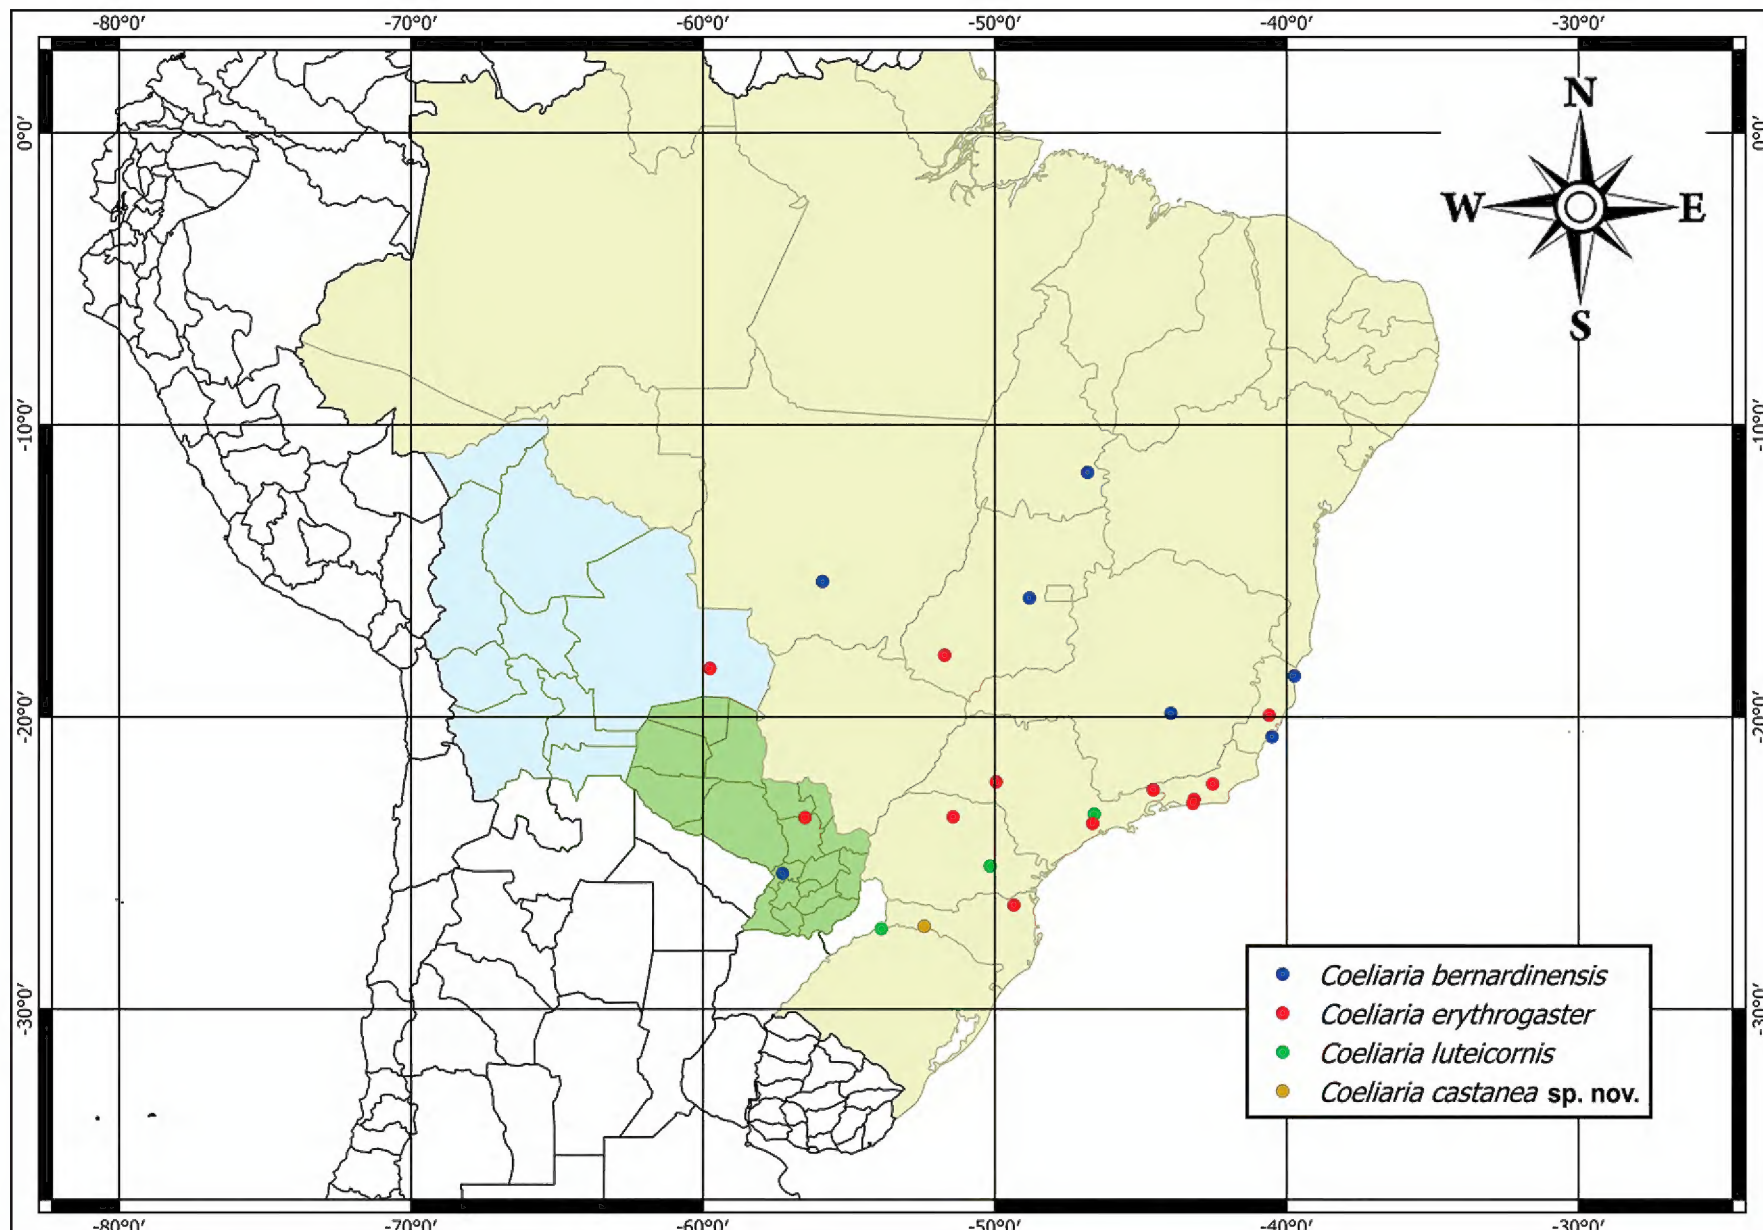 -80°0′ -70°0′ -60°0′ -50°0′ -40°0′ -30°0′
N
0°0′ 0°0′
W E
S
-10°0′ -10°0′
-20°0′ -20°0′
Coeliaria bernardinensis
-30°0′ -30°0′
Coeliaria erythrogaster
Coeliaria luteicornis
Coeliaria castanea sp. nov.
-80°0′ -70°0′ -60°0′ -50°0′ -40°0′ -30°0′